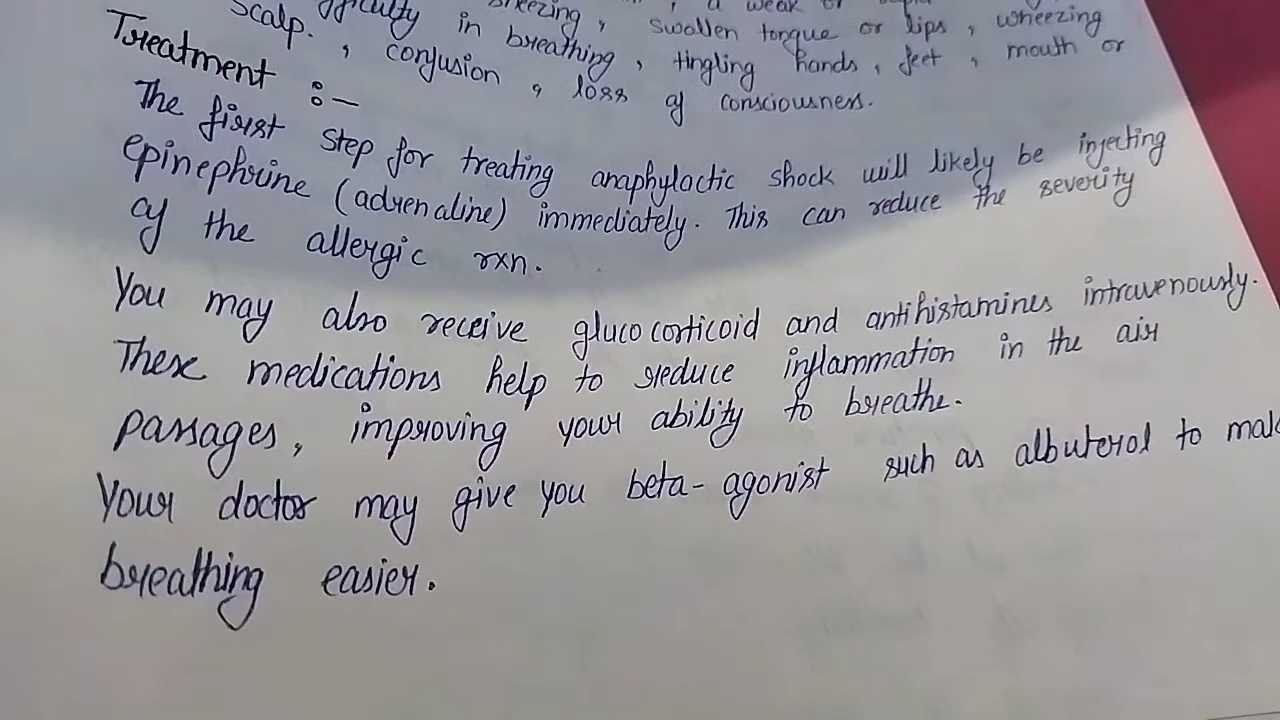 sneezing, a weak or
scalp. difficulty in breathing, swollen tongue or lips, wheezing
, confusion, loss of consciousness. tingling hands, feet, mouth or
Treatment :-
The first step for treating anaphylactic shock will likely be injecting
epinephrine (adrenaline) immediately. This can reduce the severity
of the allergic rxn.
You may also receive glucocorticoid and antihistamines intravenously.
These medications help to reduce inflammation in the air
passages, improving your ability to breathe.
Your doctor may give you beta-agonist such as albuterol to make
breathing easier.